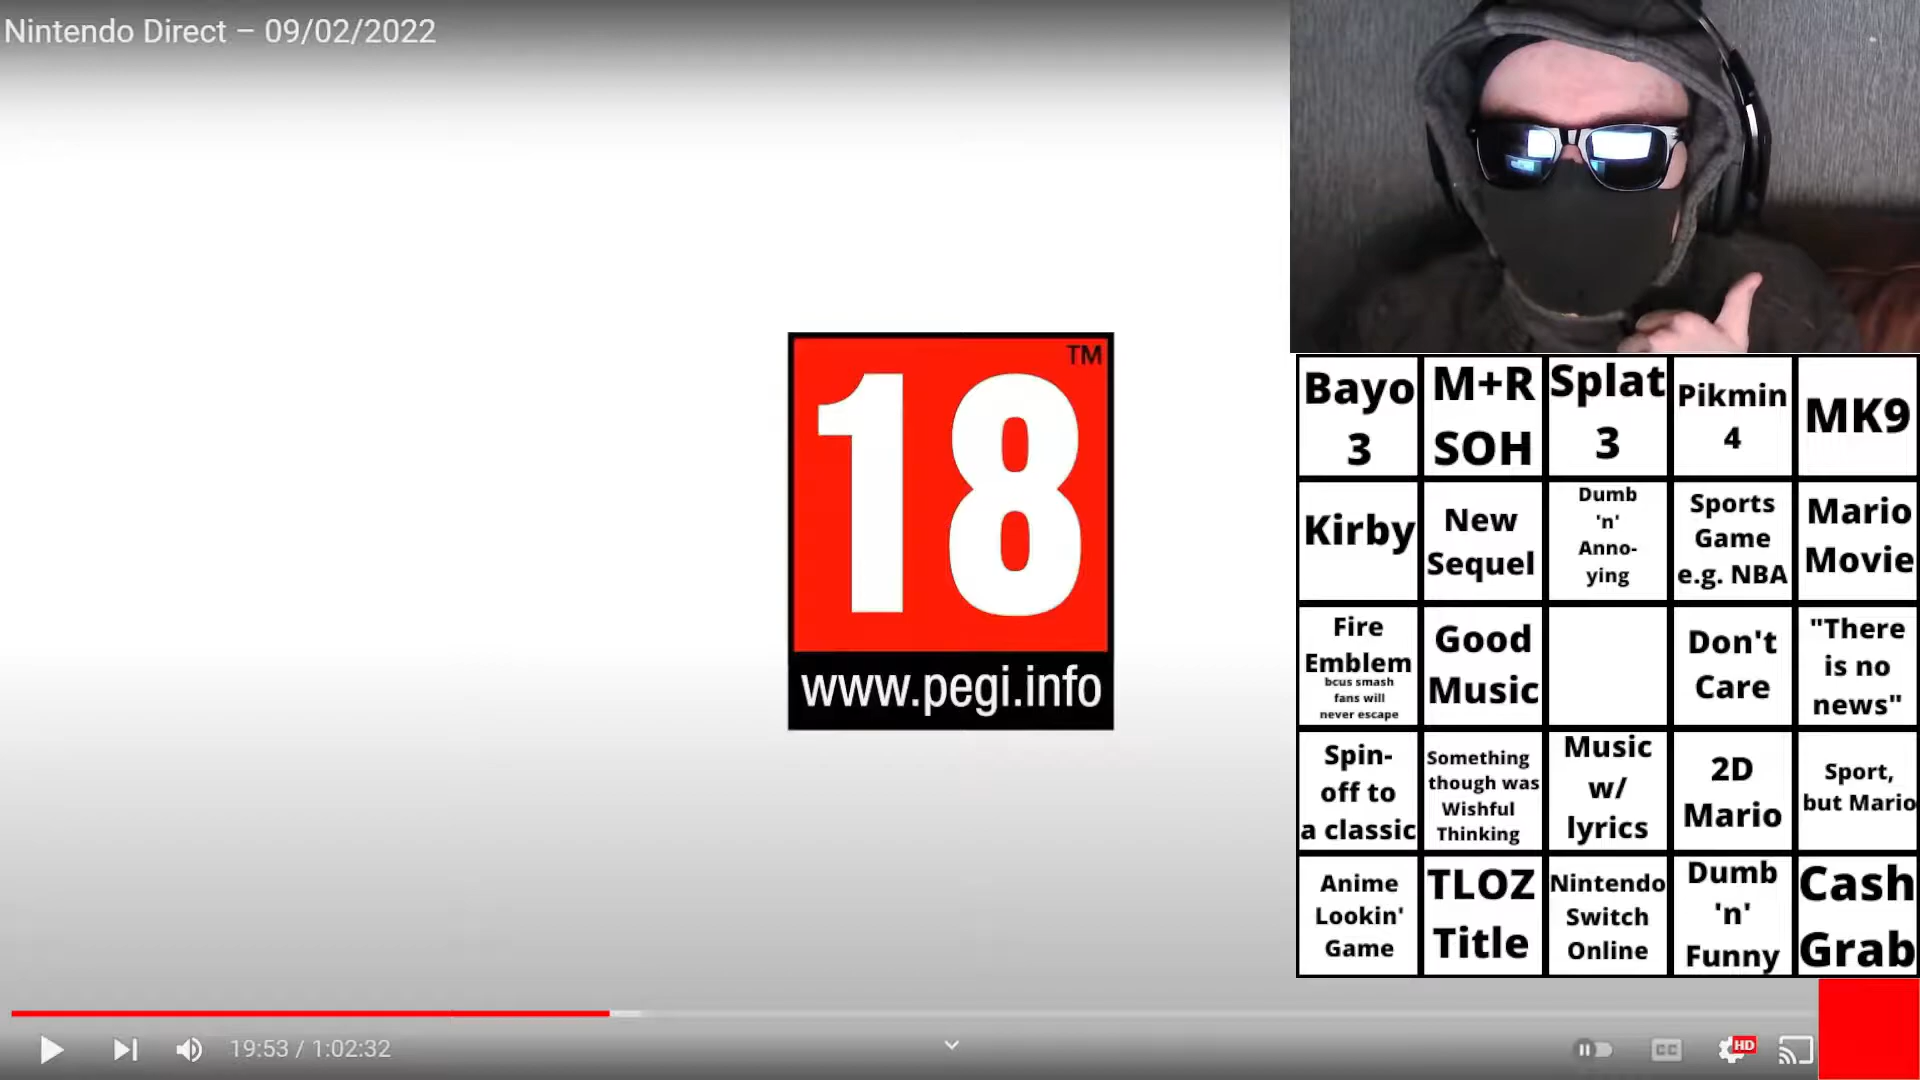 Nintendo Direct – 09/02/2022
TM
18
www.pegi.info
Bayo
3
M+R
SOH
Splat
3
Pikmin
4
MK9
Kirby
New
Sequel
Dumb
'n'
Anno-
ying
Sports
Game
e.g. NBA
Mario
Movie
Fire
Emblem
bcus smash
fans will
never escape
Good
Music
Don't
Care
"There
is no
news"
Spin-
off to
a classic
Something
though was
Wishful
Thinking
Music
w/
lyrics
2D
Mario
Sport,
but Mario
Anime
Lookin'
Game
TLOZ
Title
Nintendo
Switch
Online
Dumb
'n'
Funny
Cash
Grab
19:53 / 1:02:32
CC
HD